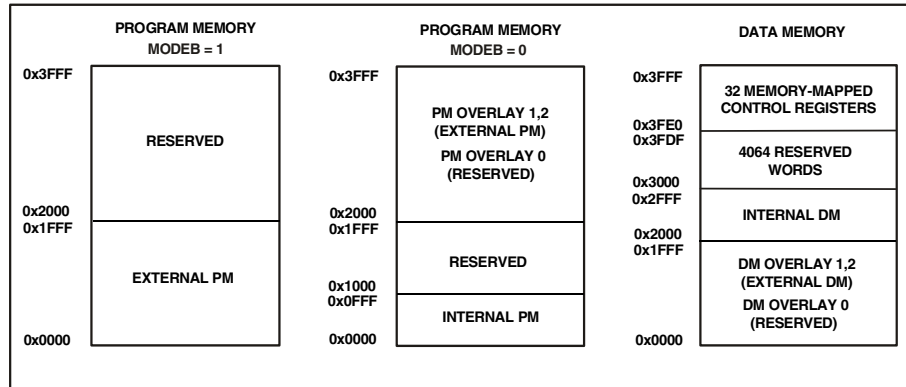 PROGRAM MEMORY
MODEB = 1
0x3FFF
RESERVED
0x2000
0x1FFF
EXTERNAL PM
0x0000
PROGRAM MEMORY
MODEB = 0
0x3FFF
PM OVERLAY 1,2
(EXTERNAL PM)
PM OVERLAY 0
(RESERVED)
0x2000
0x1FFF
RESERVED
0x1000
0x0FFF
INTERNAL PM
0x0000
DATA MEMORY
0x3FFF
32 MEMORY-MAPPED
CONTROL REGISTERS
0x3FE0
0x3FDF
4064 RESERVED
WORDS
0x3000
0x2FFF
INTERNAL DM
0x2000
0x1FFF
DM OVERLAY 1,2
(EXTERNAL DM)
DM OVERLAY 0
(RESERVED)
0x0000